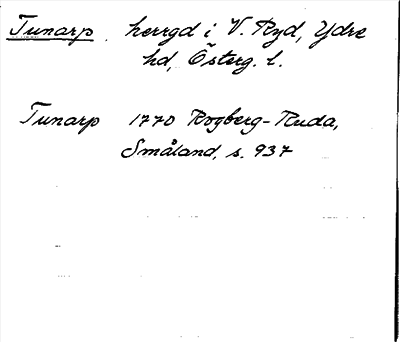 Tunarp. herrgd i V. Ryd, Ydre
hd, Österg. l.
Tunarp 1770 Rogberg-Ruda,
Småland, s. 937